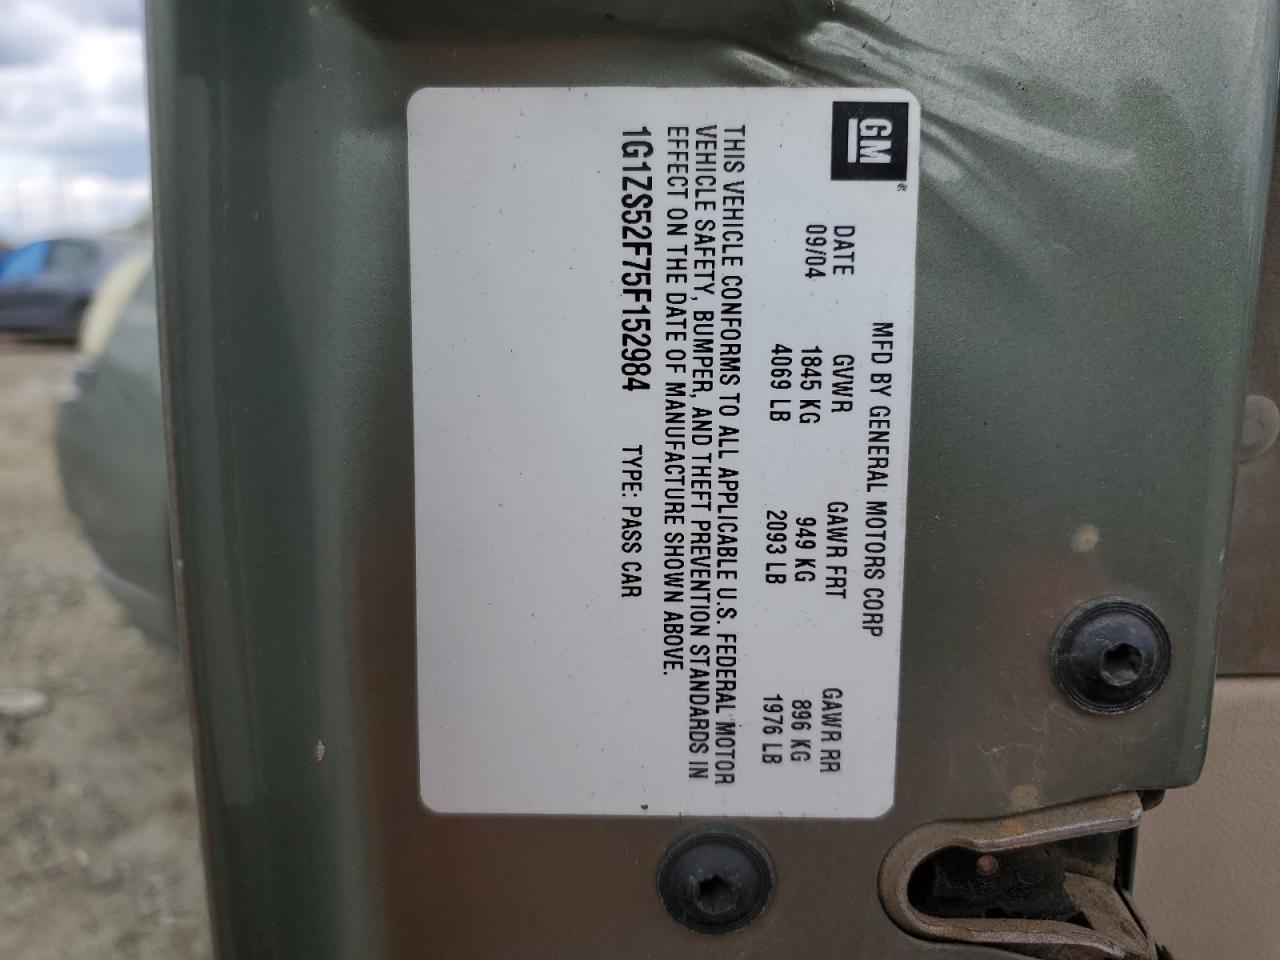 GM
MFD BY GENERAL MOTORS CORP
DATE GVWR GAWR FRT GAWR RR
09/04 1845 KG 949 KG 896 KG
4069 LB 2093 LB 1976 LB
THIS VEHICLE CONFORMS TO ALL APPLICABLE U.S. FEDERAL MOTOR
VEHICLE SAFETY, BUMPER, AND THEFT PREVENTION STANDARDS IN
EFFECT ON THE DATE OF MANUFACTURE SHOWN ABOVE.
1G1ZS52F75F152984 TYPE: PASS CAR